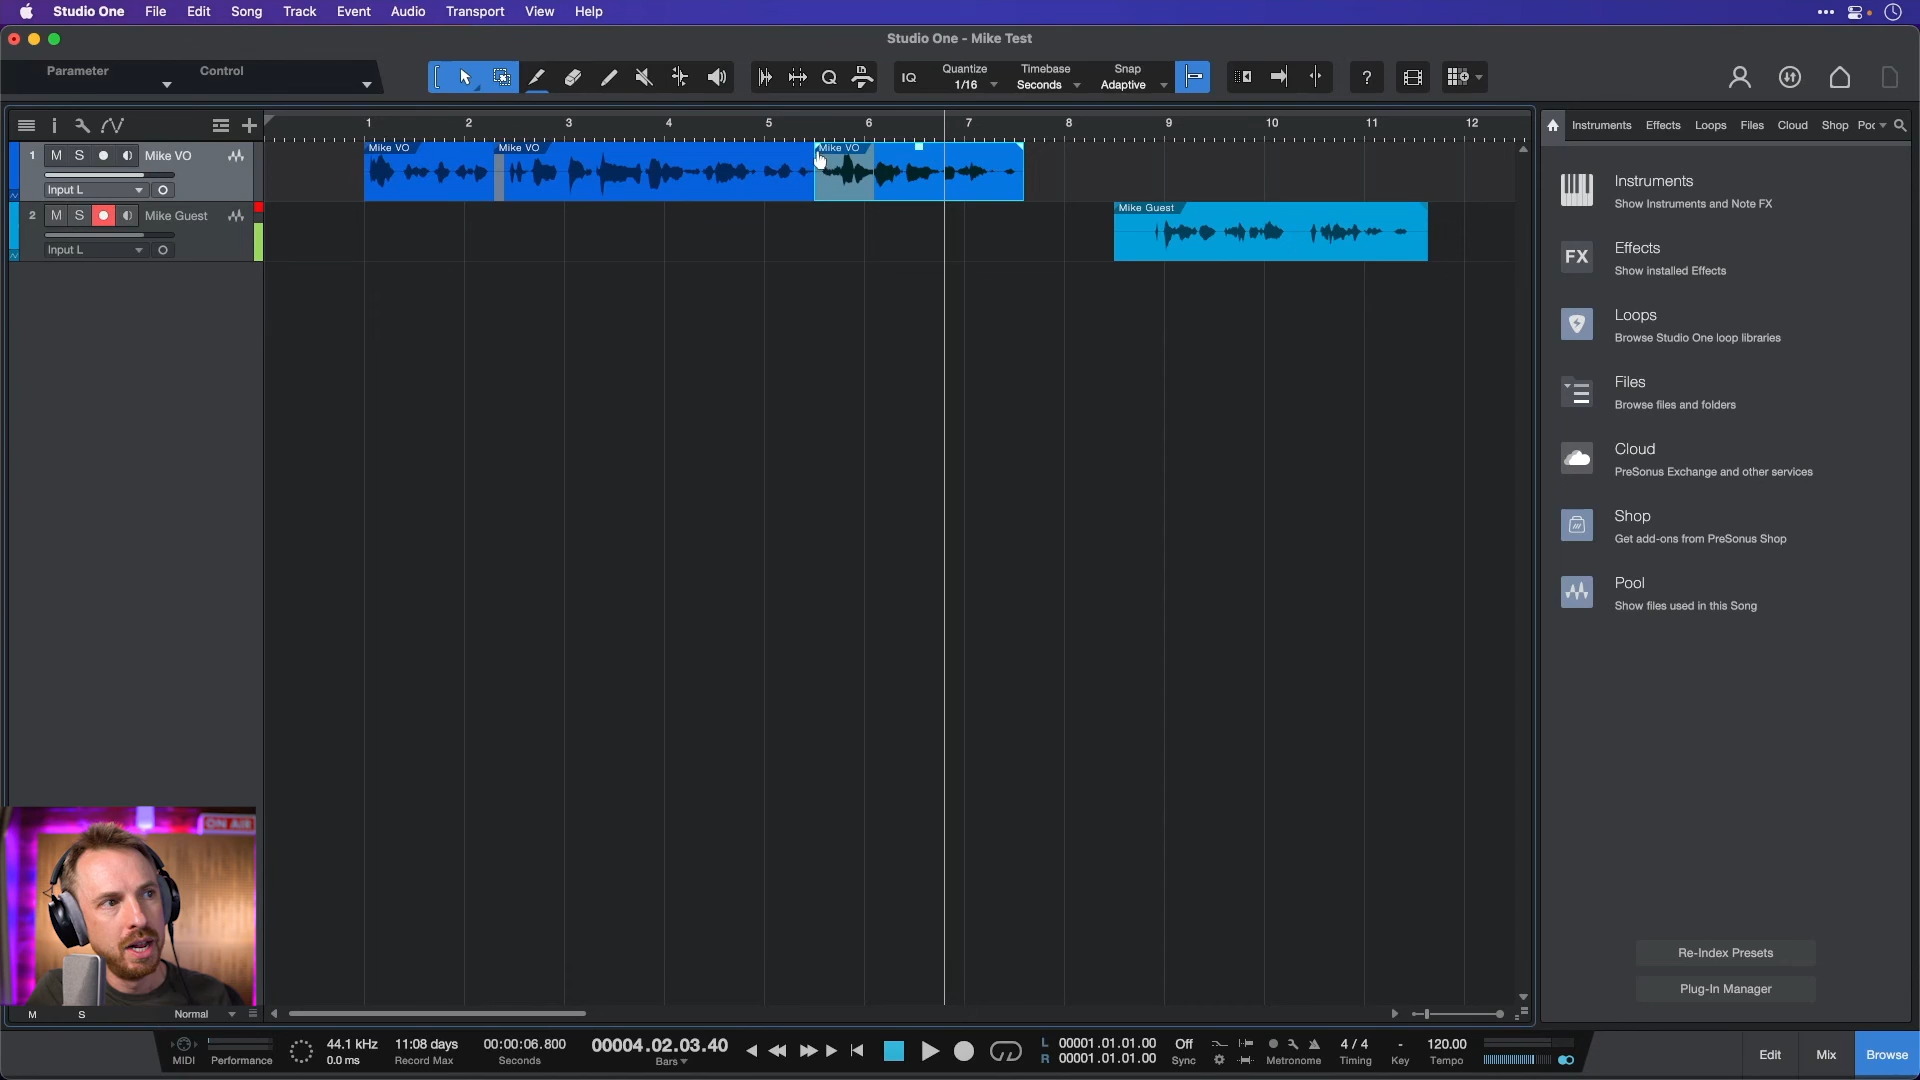 Studio One File Edit Song Track Event Audio Transport View Help
Studio One - Mike Test
Parameter Control
IQ Quantize 1/16 Timebase Seconds Snap Adaptive ?
1 2 3 4 5 6 7 8 9 10 11 12
Instruments Effects Loops Files Cloud Shop Poo
1 M S Mike VO
Input L
2 M S Mike Guest
Input L
Mike VO Mike VO Mike VO
Mike Guest
Instruments
Show Instruments and Note FX
FX Effects
Show installed Effects
Loops
Browse Studio One loop libraries
Files
Browse files and folders
Cloud
PreSonus Exchange and other services
Shop
Get add-ons from PreSonus Shop
Pool
Show files used in this Song
Re-Index Presets
Plug-In Manager
ON AIR
M S Normal
MIDI Performance
44.1 kHz
0.0 ms
11:08 days
Record Max
00:00:06.800
Seconds
00004.02.03.40
Bars
L 00001.01.01.00
R 00001.01.01.00
Off
Sync
Metronome
4 / 4
Timing
-
Key
120.00
Tempo
Edit Mix Browse